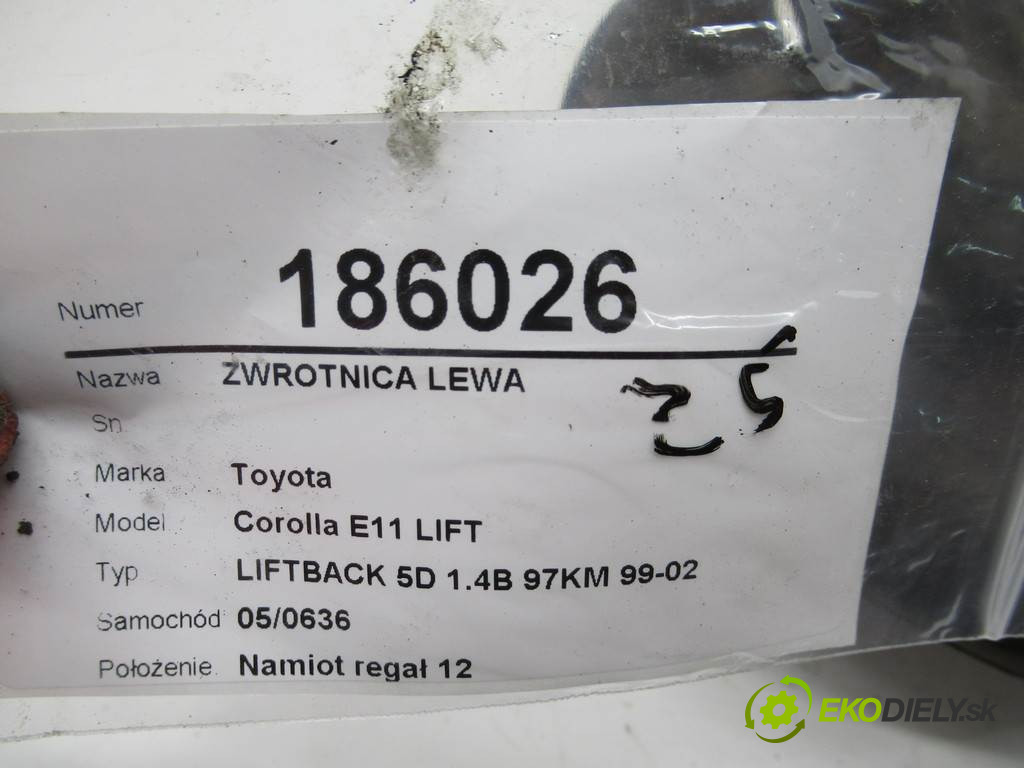 Numer 186026
Nazwa ZWROTNICA LEWA
Sn
Marka Toyota
Model Corolla E11 LIFT
Typ LIFTBACK 5D 1.4B 97KM 99-02
Samochód 05/0636
Położenie Namiot regał 12
EKODIELY.sk